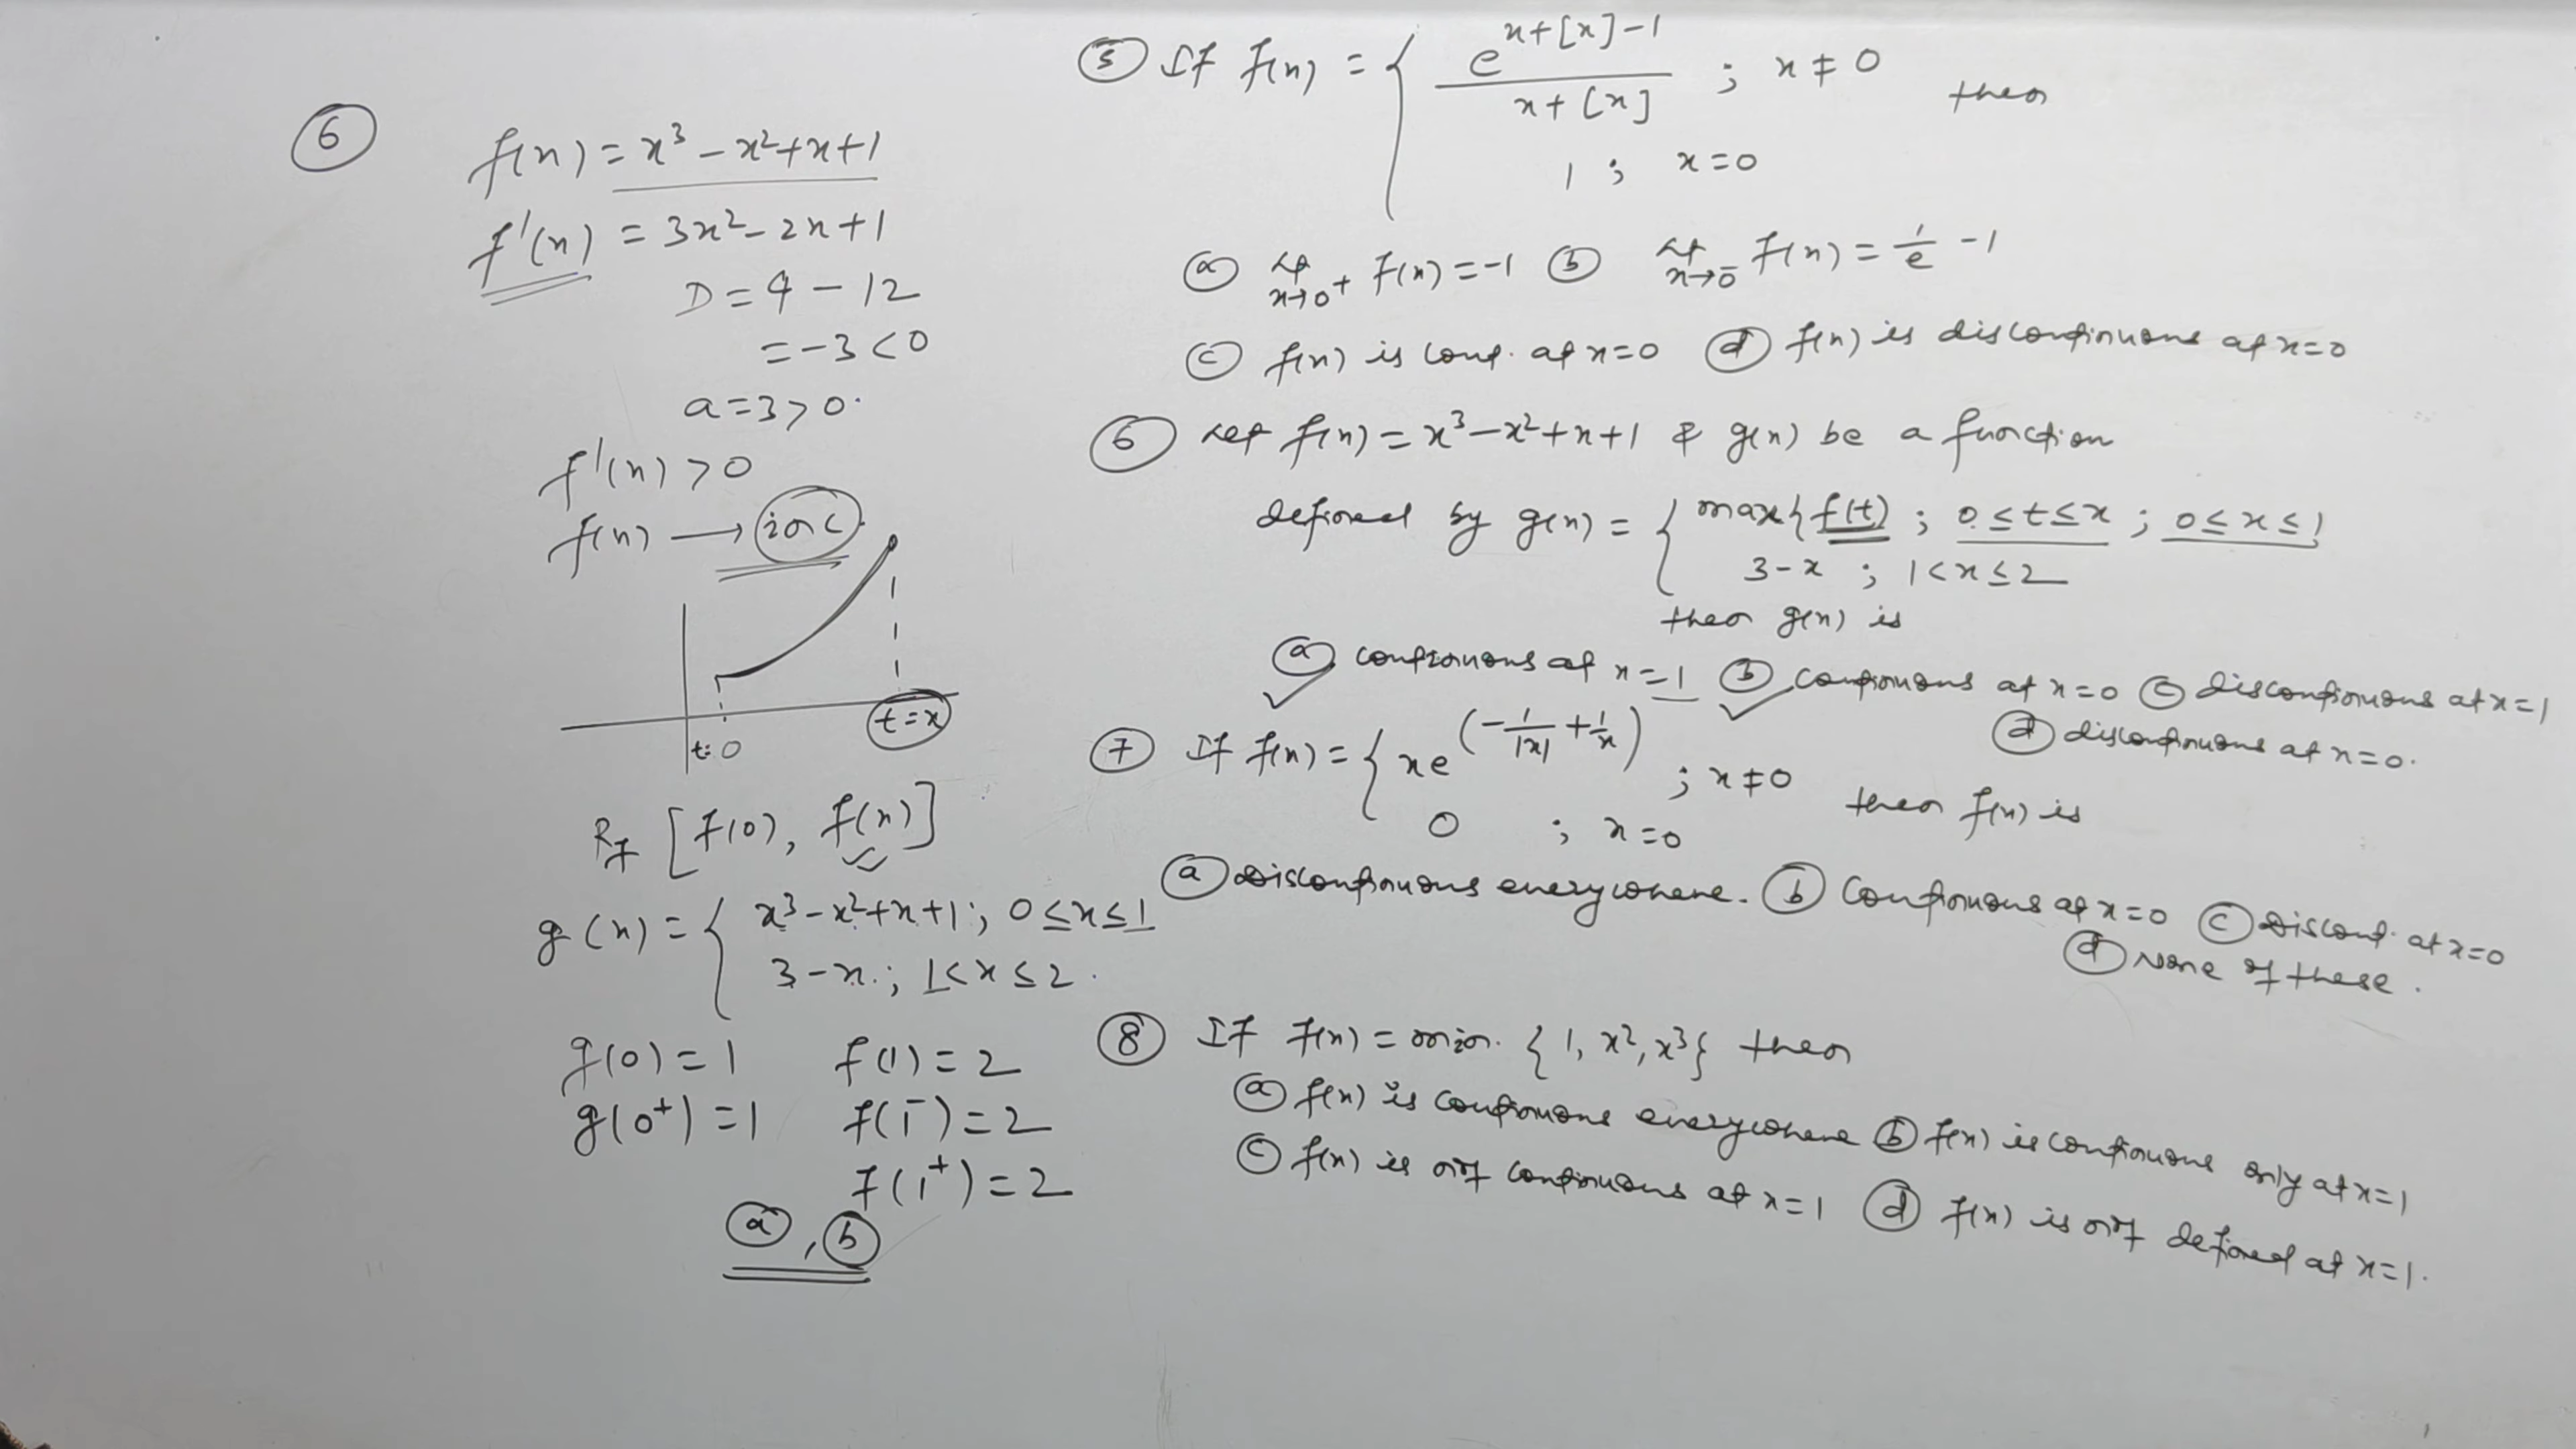 ⑥
f(x) = x³ - x² + x + 1
f'(x) = 3x² - 2x + 1
D = 4 - 12
= -3 < 0
a = 3 > 0.
f'(x) > 0
f(x) → inc.
t=0
t=x
R_f [f(0), f(x)]
g(x) = { x³ - x² + x + 1 ; 0 ≤ x ≤ 1
3 - x ; 1 < x ≤ 2
g(0) = 1 f(1) = 2
g(0⁺) = 1 f(1⁻) = 2
f(1⁺) = 2
ⓐ, ⓑ
⑤ If f(x) = { e^(x+[x]-1) / (x+[x]) ; x ≠ 0 then
1 ; x = 0
ⓐ Lt x→0⁺ f(x) = -1 ⓑ Lt x→0⁻ f(x) = 1/e - 1
ⓒ f(x) is cont. at x=0 ⓓ f(x) is discontinuous at x=0
⑥ Let f(x) = x³ - x² + x + 1 & g(x) be a function
defined by g(x) = { max{f(t) ; 0 ≤ t ≤ x ; 0 ≤ x ≤ 1
3 - x ; 1 < x ≤ 2
then g(x) is
ⓐ continuous at x=1 ⓑ continuous at x=0 ⓒ discontinuous at x=1
ⓓ discontinuous at x=0.
⑦ If f(x) = { xe^(-1/|x| + 1/x) ; x ≠ 0 then f(x) is
0 ; x = 0
ⓐ Discontinuous everywhere. ⓑ Continuous at x=0 ⓒ Discont. at x=0
ⓓ None of these.
⑧ If f(x) = min. {1, x², x³} then
ⓐ f(x) is continuous everywhere ⓑ f(x) is continuous only at x=1
ⓒ f(x) is not continuous at x=1 ⓓ f(x) is not defined at x=1.